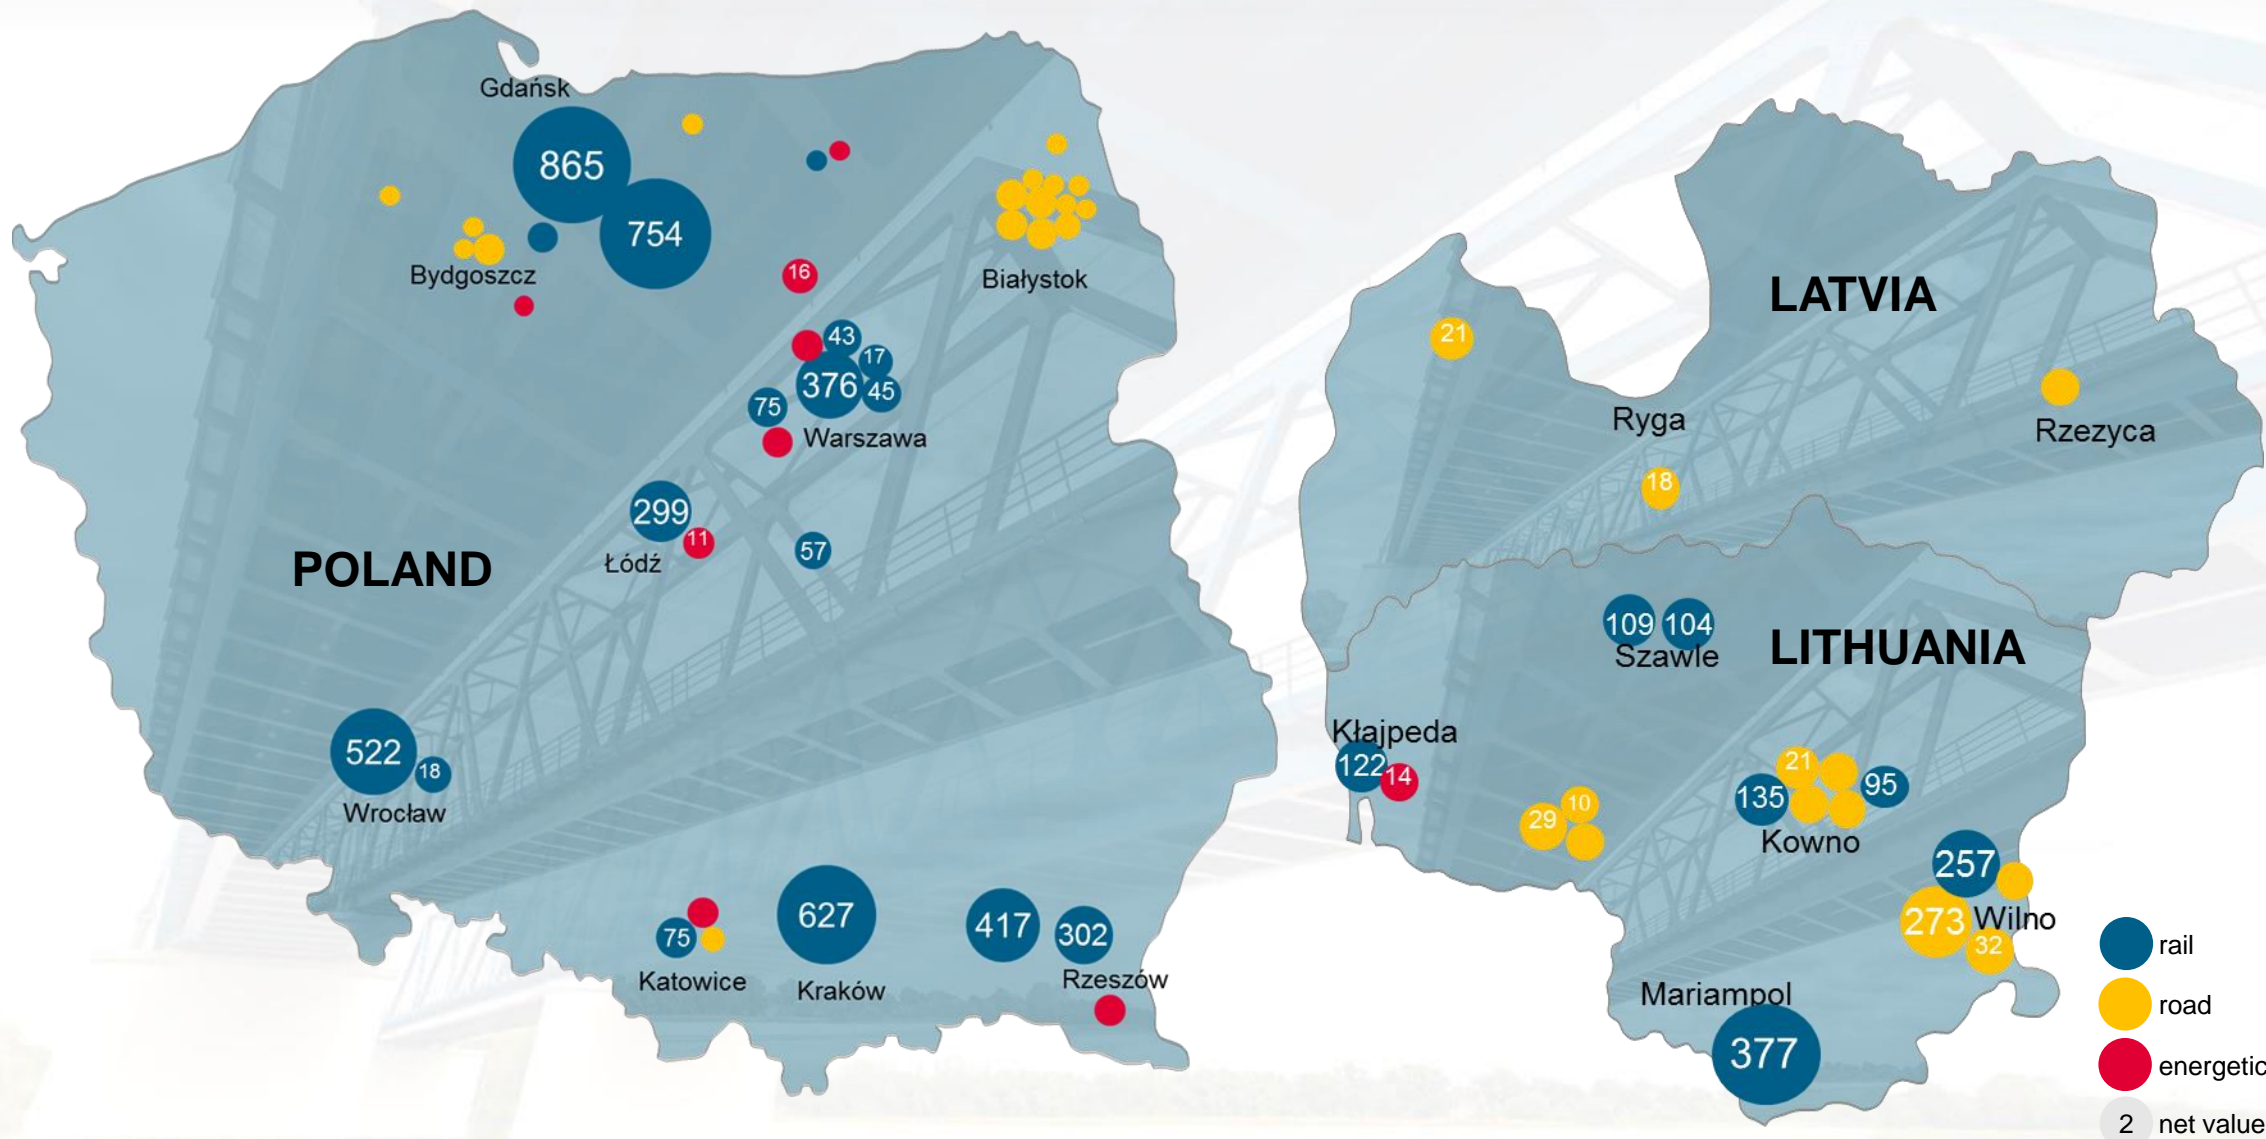 Gdańsk
865
754
Bydgoszcz
Białystok
16
43
17
376
45
75
Warszawa
299
11
Łódź
57
POLAND
522
18
Wrocław
75
Katowice
627
Kraków
417
302
Rzeszów
LATVIA
21
Ryga
Rzezyca
18
109
104
Szawle
LITHUANIA
Kłajpeda
122
14
29
10
21
135
95
Kowno
257
273
Wilno
32
Mariampol
377
rail
road
energetic
2 net value